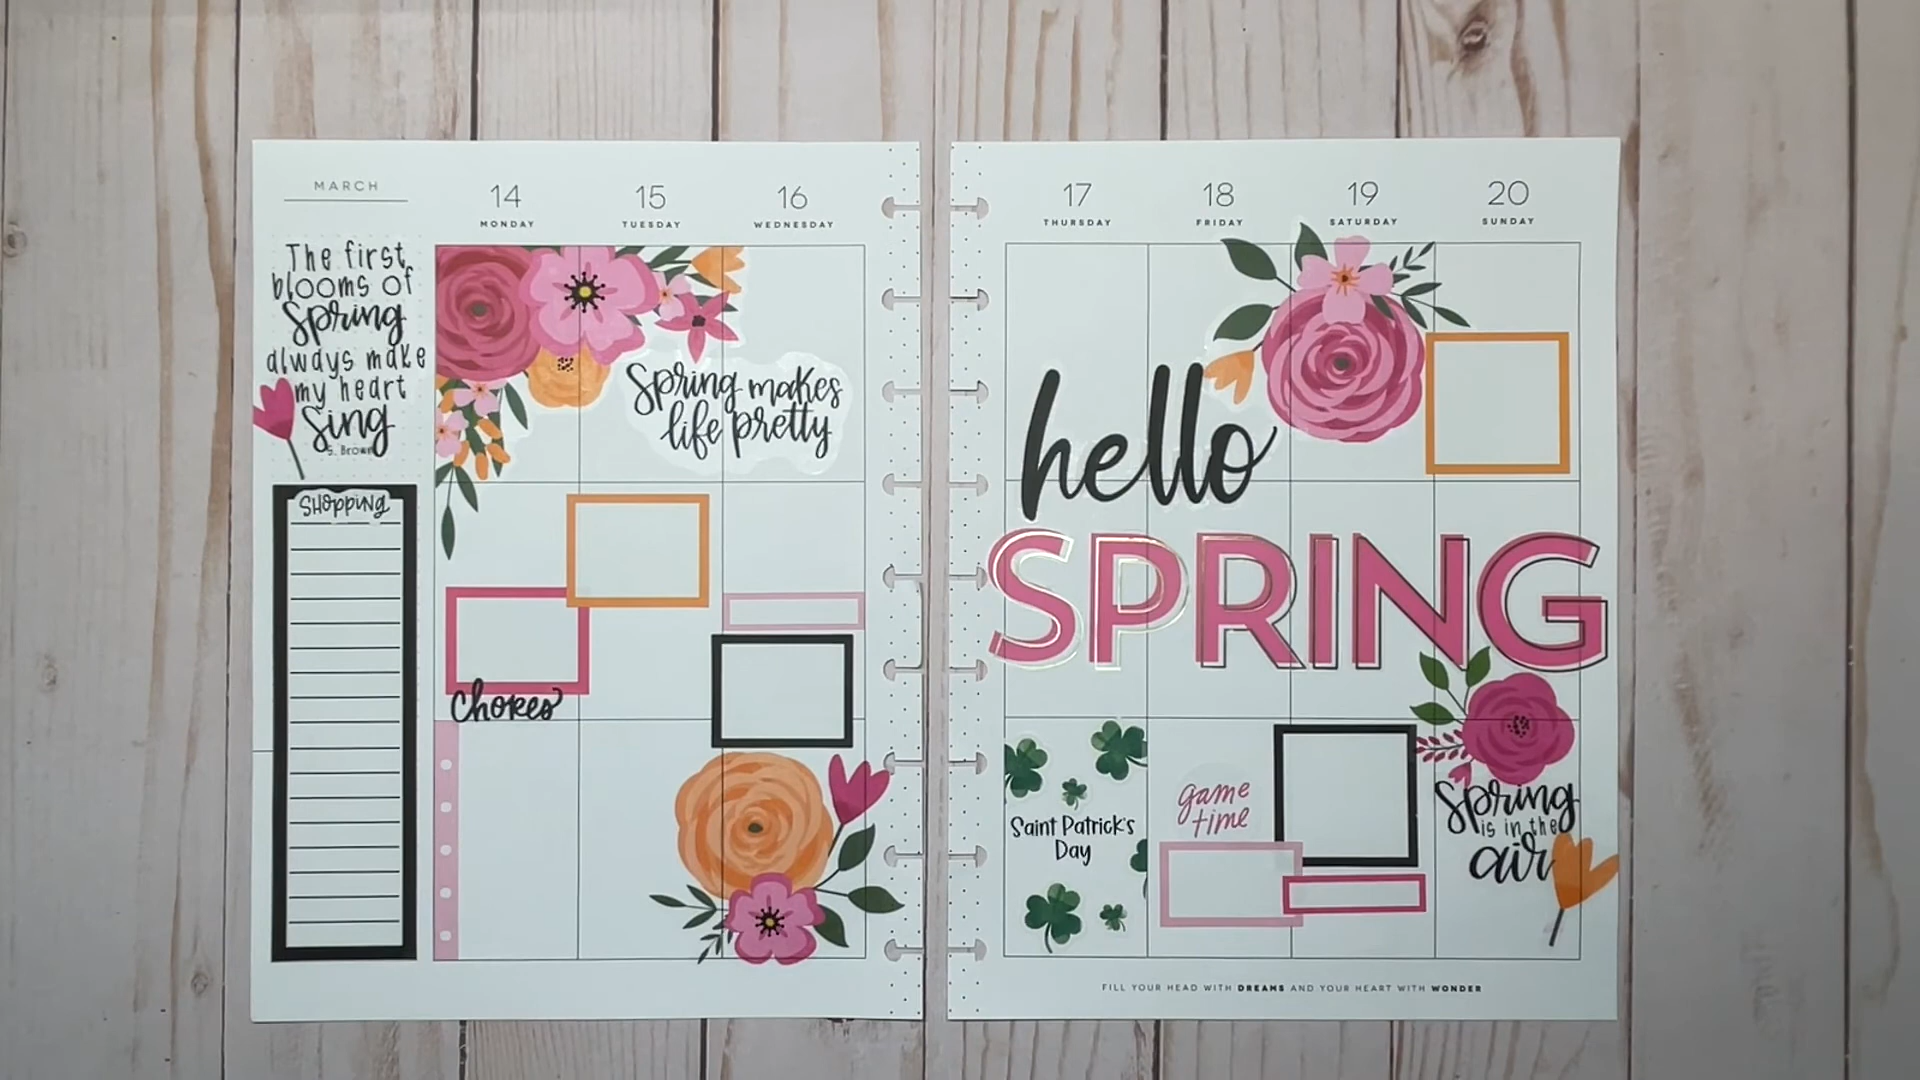 MARCH
14
MONDAY
15
TUESDAY
16
WEDNESDAY
The first
blooms of
Spring
always make
my heart
Sing
S. Brown
Shopping
Spring makes
life pretty
Chores
17
THURSDAY
18
FRIDAY
19
SATURDAY
20
SUNDAY
hello
SPRING
Saint Patrick's
Day
game
time
Spring
is in the
air
FILL YOUR HEAD WITH DREAMS AND YOUR HEART WITH WONDER